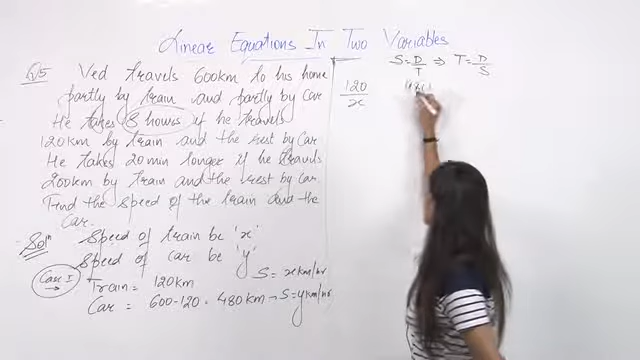 Linear Equations In Two Variables
Q5 Ved travels 600km to his home
partly by train and partly by car
He takes 8 hours if he travels
120km by train and the rest by car
He takes 20 min longer if he travels
200km by train and the rest by car
Find the speed of the train and the
car.
Solⁿ Speed of train be 'x'
Speed of car be 'y'
Case I Train = 120km S = x km/hr
Car = 600-120 = 480km → S = y km/hr
S = D/T ⇒ T = D/S
120/x